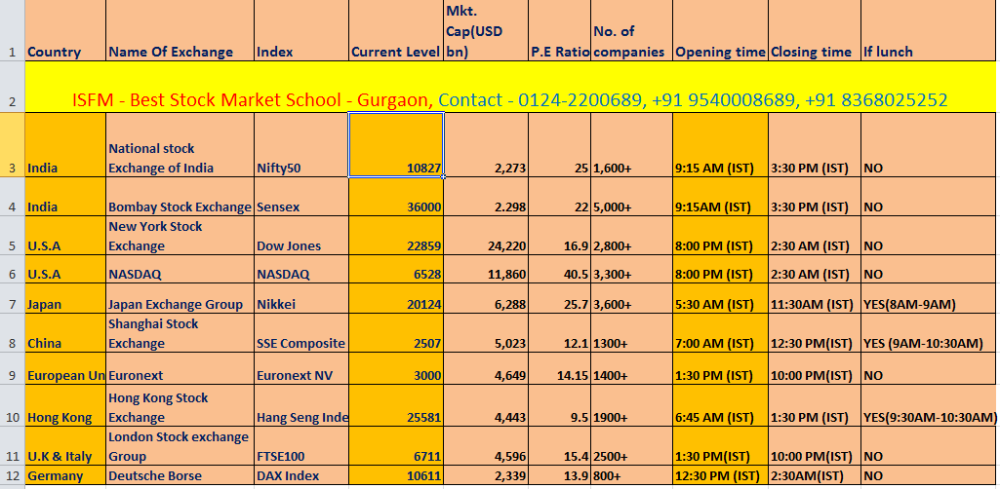 1 Country Name Of Exchange Index Current Level Mkt. Cap(USD bn) P.E Ratio No. of companies Opening time Closing time If lunch
2 ISFM - Best Stock Market School - Gurgaon, Contact - 0124-2200689, +91 9540008689, +91 8368025252
3 India National stock Exchange of India Nifty50 10827 2,273 25 1,600+ 9:15 AM (IST) 3:30 PM (IST) NO
4 India Bombay Stock Exchange Sensex 36000 2.298 22 5,000+ 9:15AM (IST) 3:30 PM (IST) NO
5 U.S.A New York Stock Exchange Dow Jones 22859 24,220 16.9 2,800+ 8:00 PM (IST) 2:30 AM (IST) NO
6 U.S.A NASDAQ NASDAQ 6528 11,860 40.5 3,300+ 8:00 PM (IST) 2:30 AM (IST) NO
7 Japan Japan Exchange Group Nikkei 20124 6,288 25.7 3,600+ 5:30 AM (IST) 11:30AM (IST) YES(8AM-9AM)
8 China Shanghai Stock Exchange SSE Composite 2507 5,023 12.1 1300+ 7:00 AM (IST) 12:30 PM(IST) YES (9AM-10:30AM)
9 European Un Euronext Euronext NV 3000 4,649 14.15 1400+ 1:30 PM (IST) 10:00 PM(IST) NO
10 Hong Kong Hong Kong Stock Exchange Hang Seng Inde 25581 4,443 9.5 1900+ 6:45 AM (IST) 1:30 PM (IST) YES(9:30AM-10:30AM)
11 U.K & Italy London Stock exchange Group FTSE100 6711 4,596 15.4 2500+ 1:30 PM(IST) 10:00 PM(IST) NO
12 Germany Deutsche Borse DAX Index 10611 2,339 13.9 800+ 12:30 PM (IST) 2:30AM(IST) NO